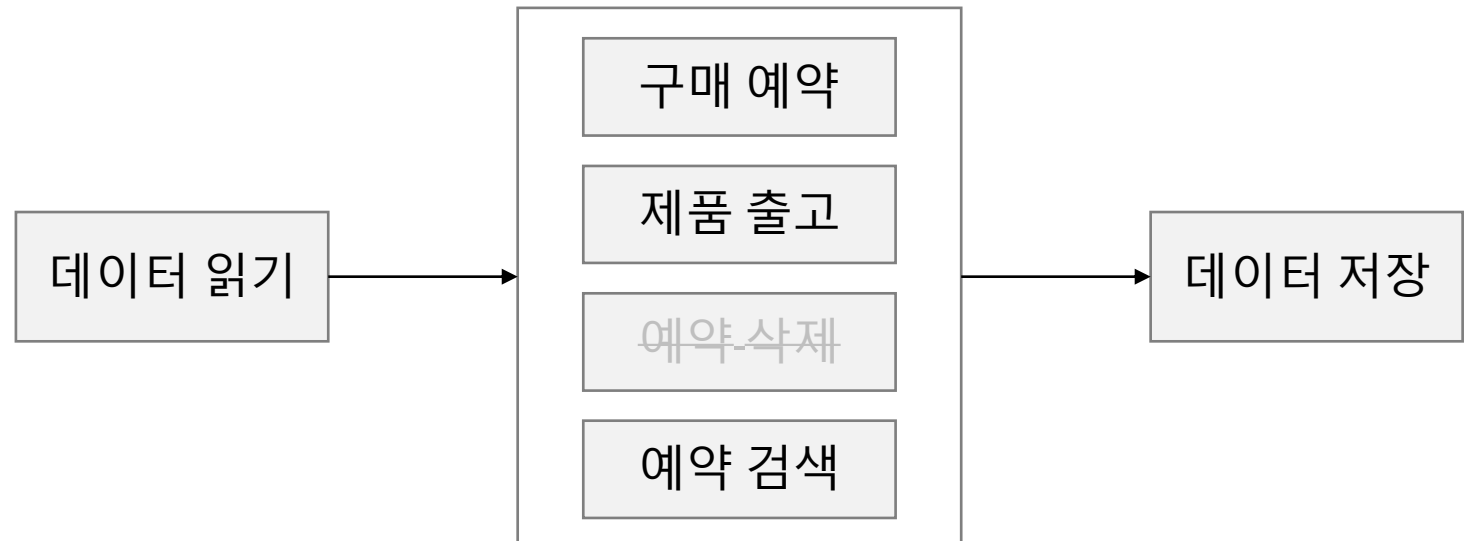 구매 예약
제품 출고
데이터 읽기
데이터 저장
예약 삭제
예약 검색